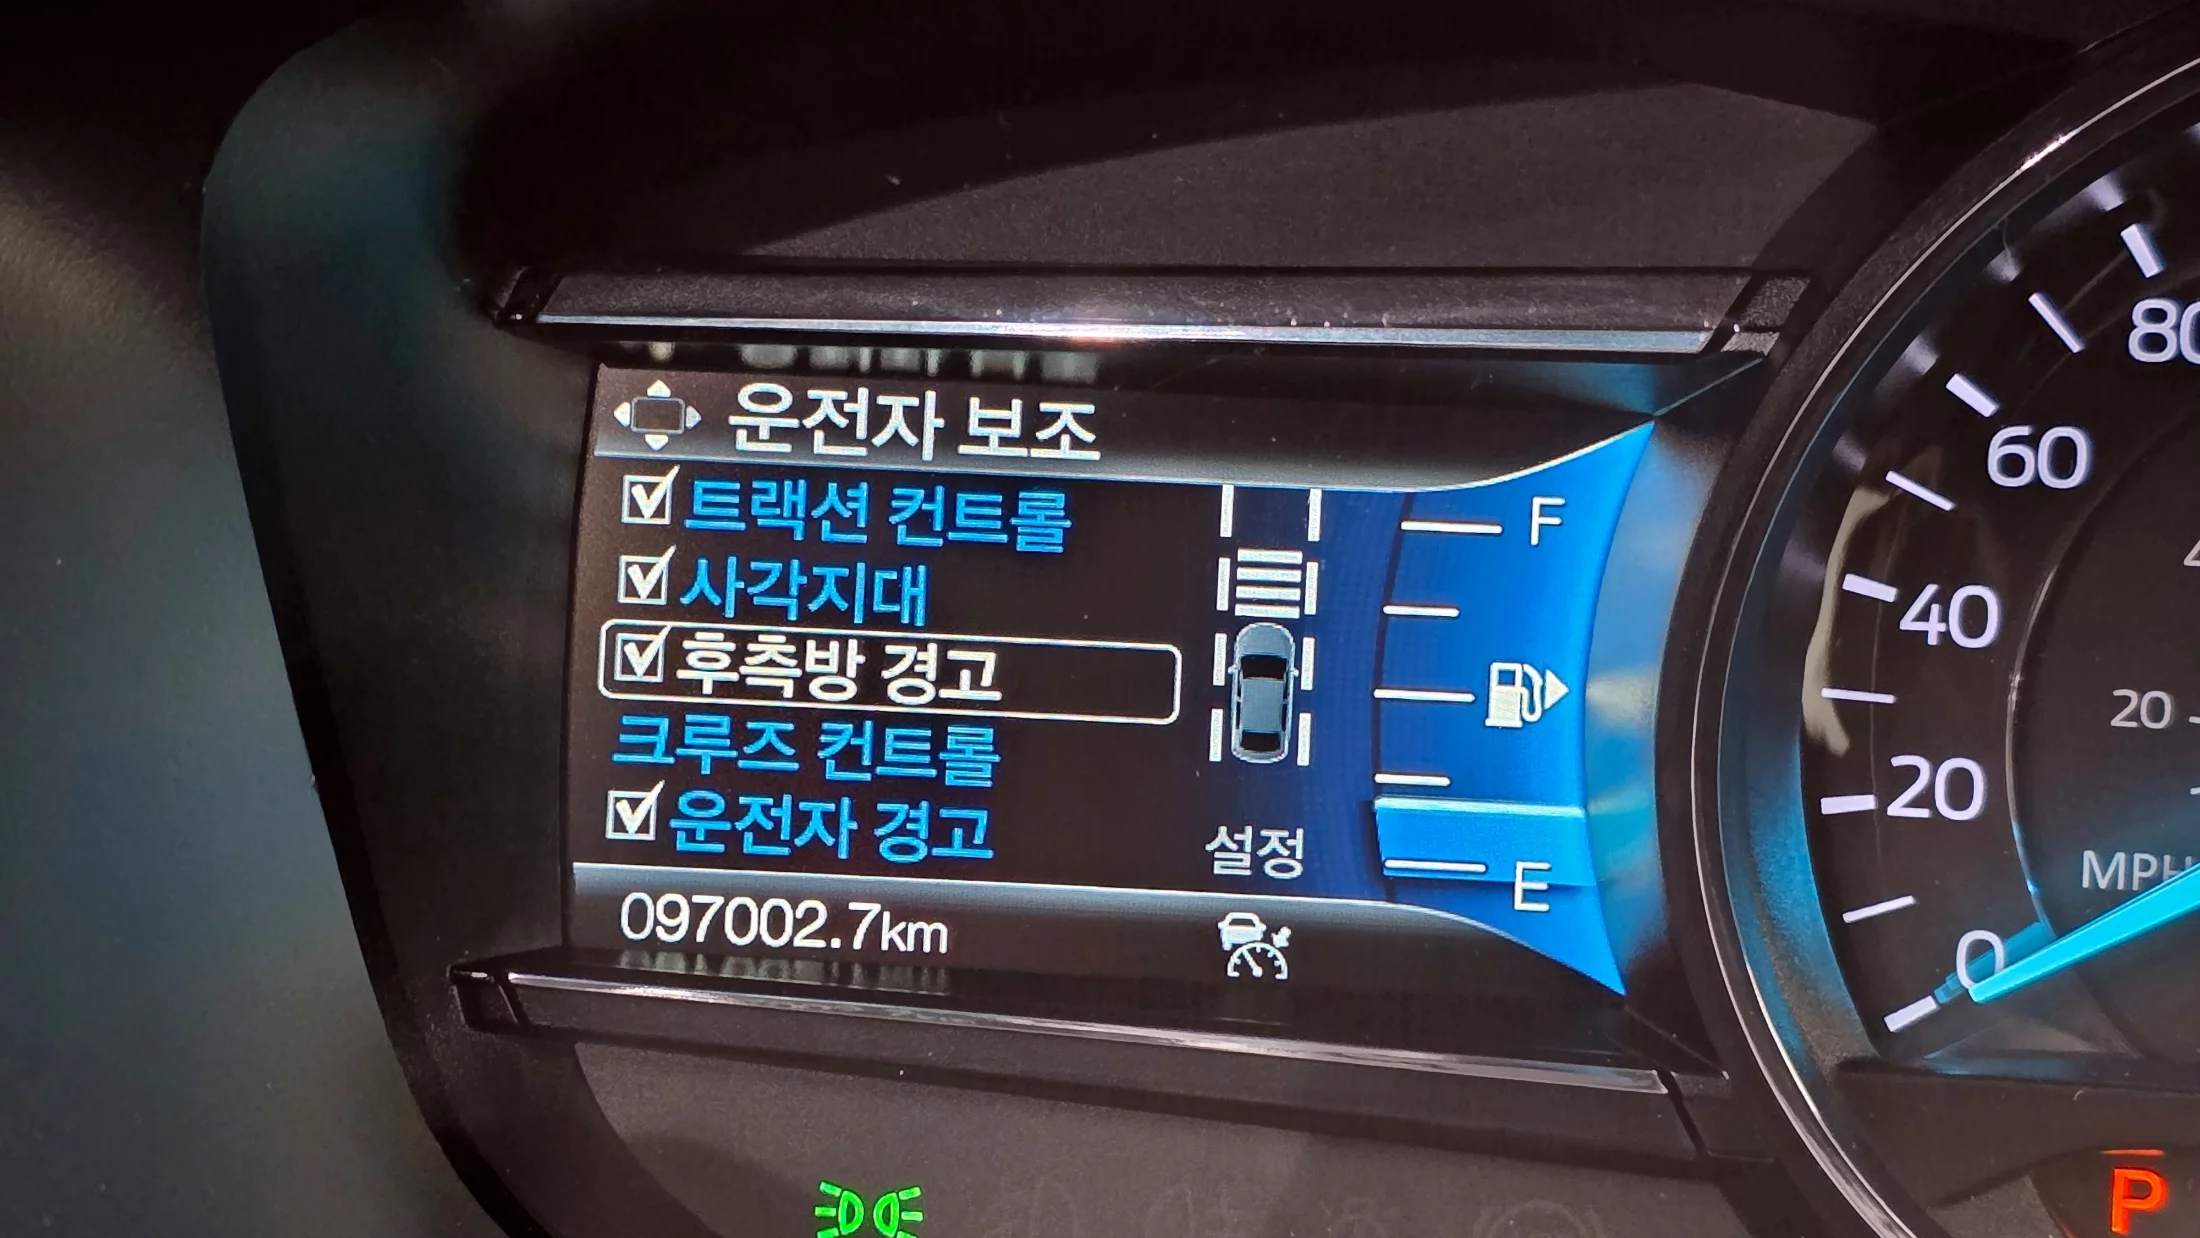 운전자 보조
트랙션 컨트롤
사각지대
후측방 경고
크루즈 컨트롤
운전자 경고
설정
097002.7km
F
E
80
60
40
20
0
20
MPH
P